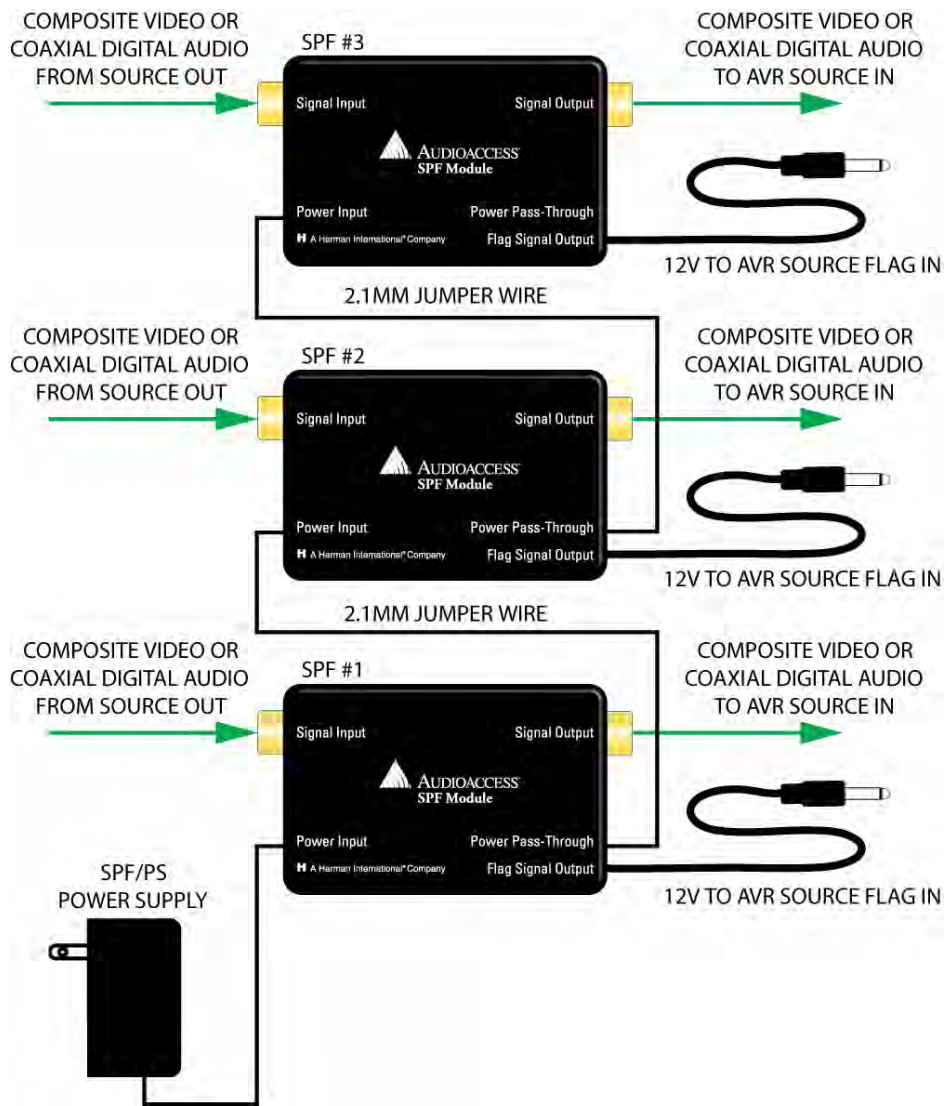 COMPOSITE VIDEO OR
COAXIAL DIGITAL AUDIO
FROM SOURCE OUT
SPF #3
COMPOSITE VIDEO OR
COAXIAL DIGITAL AUDIO
TO AVR SOURCE IN
Signal Input
Signal Output
AUDIOACCESS
SPF Module
Power Input
Power Pass-Through
H A Harman International® Company
Flag Signal Output
12V TO AVR SOURCE FLAG IN
2.1MM JUMPER WIRE
COMPOSITE VIDEO OR
COAXIAL DIGITAL AUDIO
FROM SOURCE OUT
SPF #2
COMPOSITE VIDEO OR
COAXIAL DIGITAL AUDIO
TO AVR SOURCE IN
Signal Input
Signal Output
AUDIOACCESS
SPF Module
Power Input
Power Pass-Through
H A Harman International® Company
Flag Signal Output
12V TO AVR SOURCE FLAG IN
2.1MM JUMPER WIRE
COMPOSITE VIDEO OR
COAXIAL DIGITAL AUDIO
FROM SOURCE OUT
SPF #1
COMPOSITE VIDEO OR
COAXIAL DIGITAL AUDIO
TO AVR SOURCE IN
Signal Input
Signal Output
AUDIOACCESS
SPF Module
Power Input
Power Pass-Through
H A Harman International® Company
Flag Signal Output
12V TO AVR SOURCE FLAG IN
SPF/PS
POWER SUPPLY